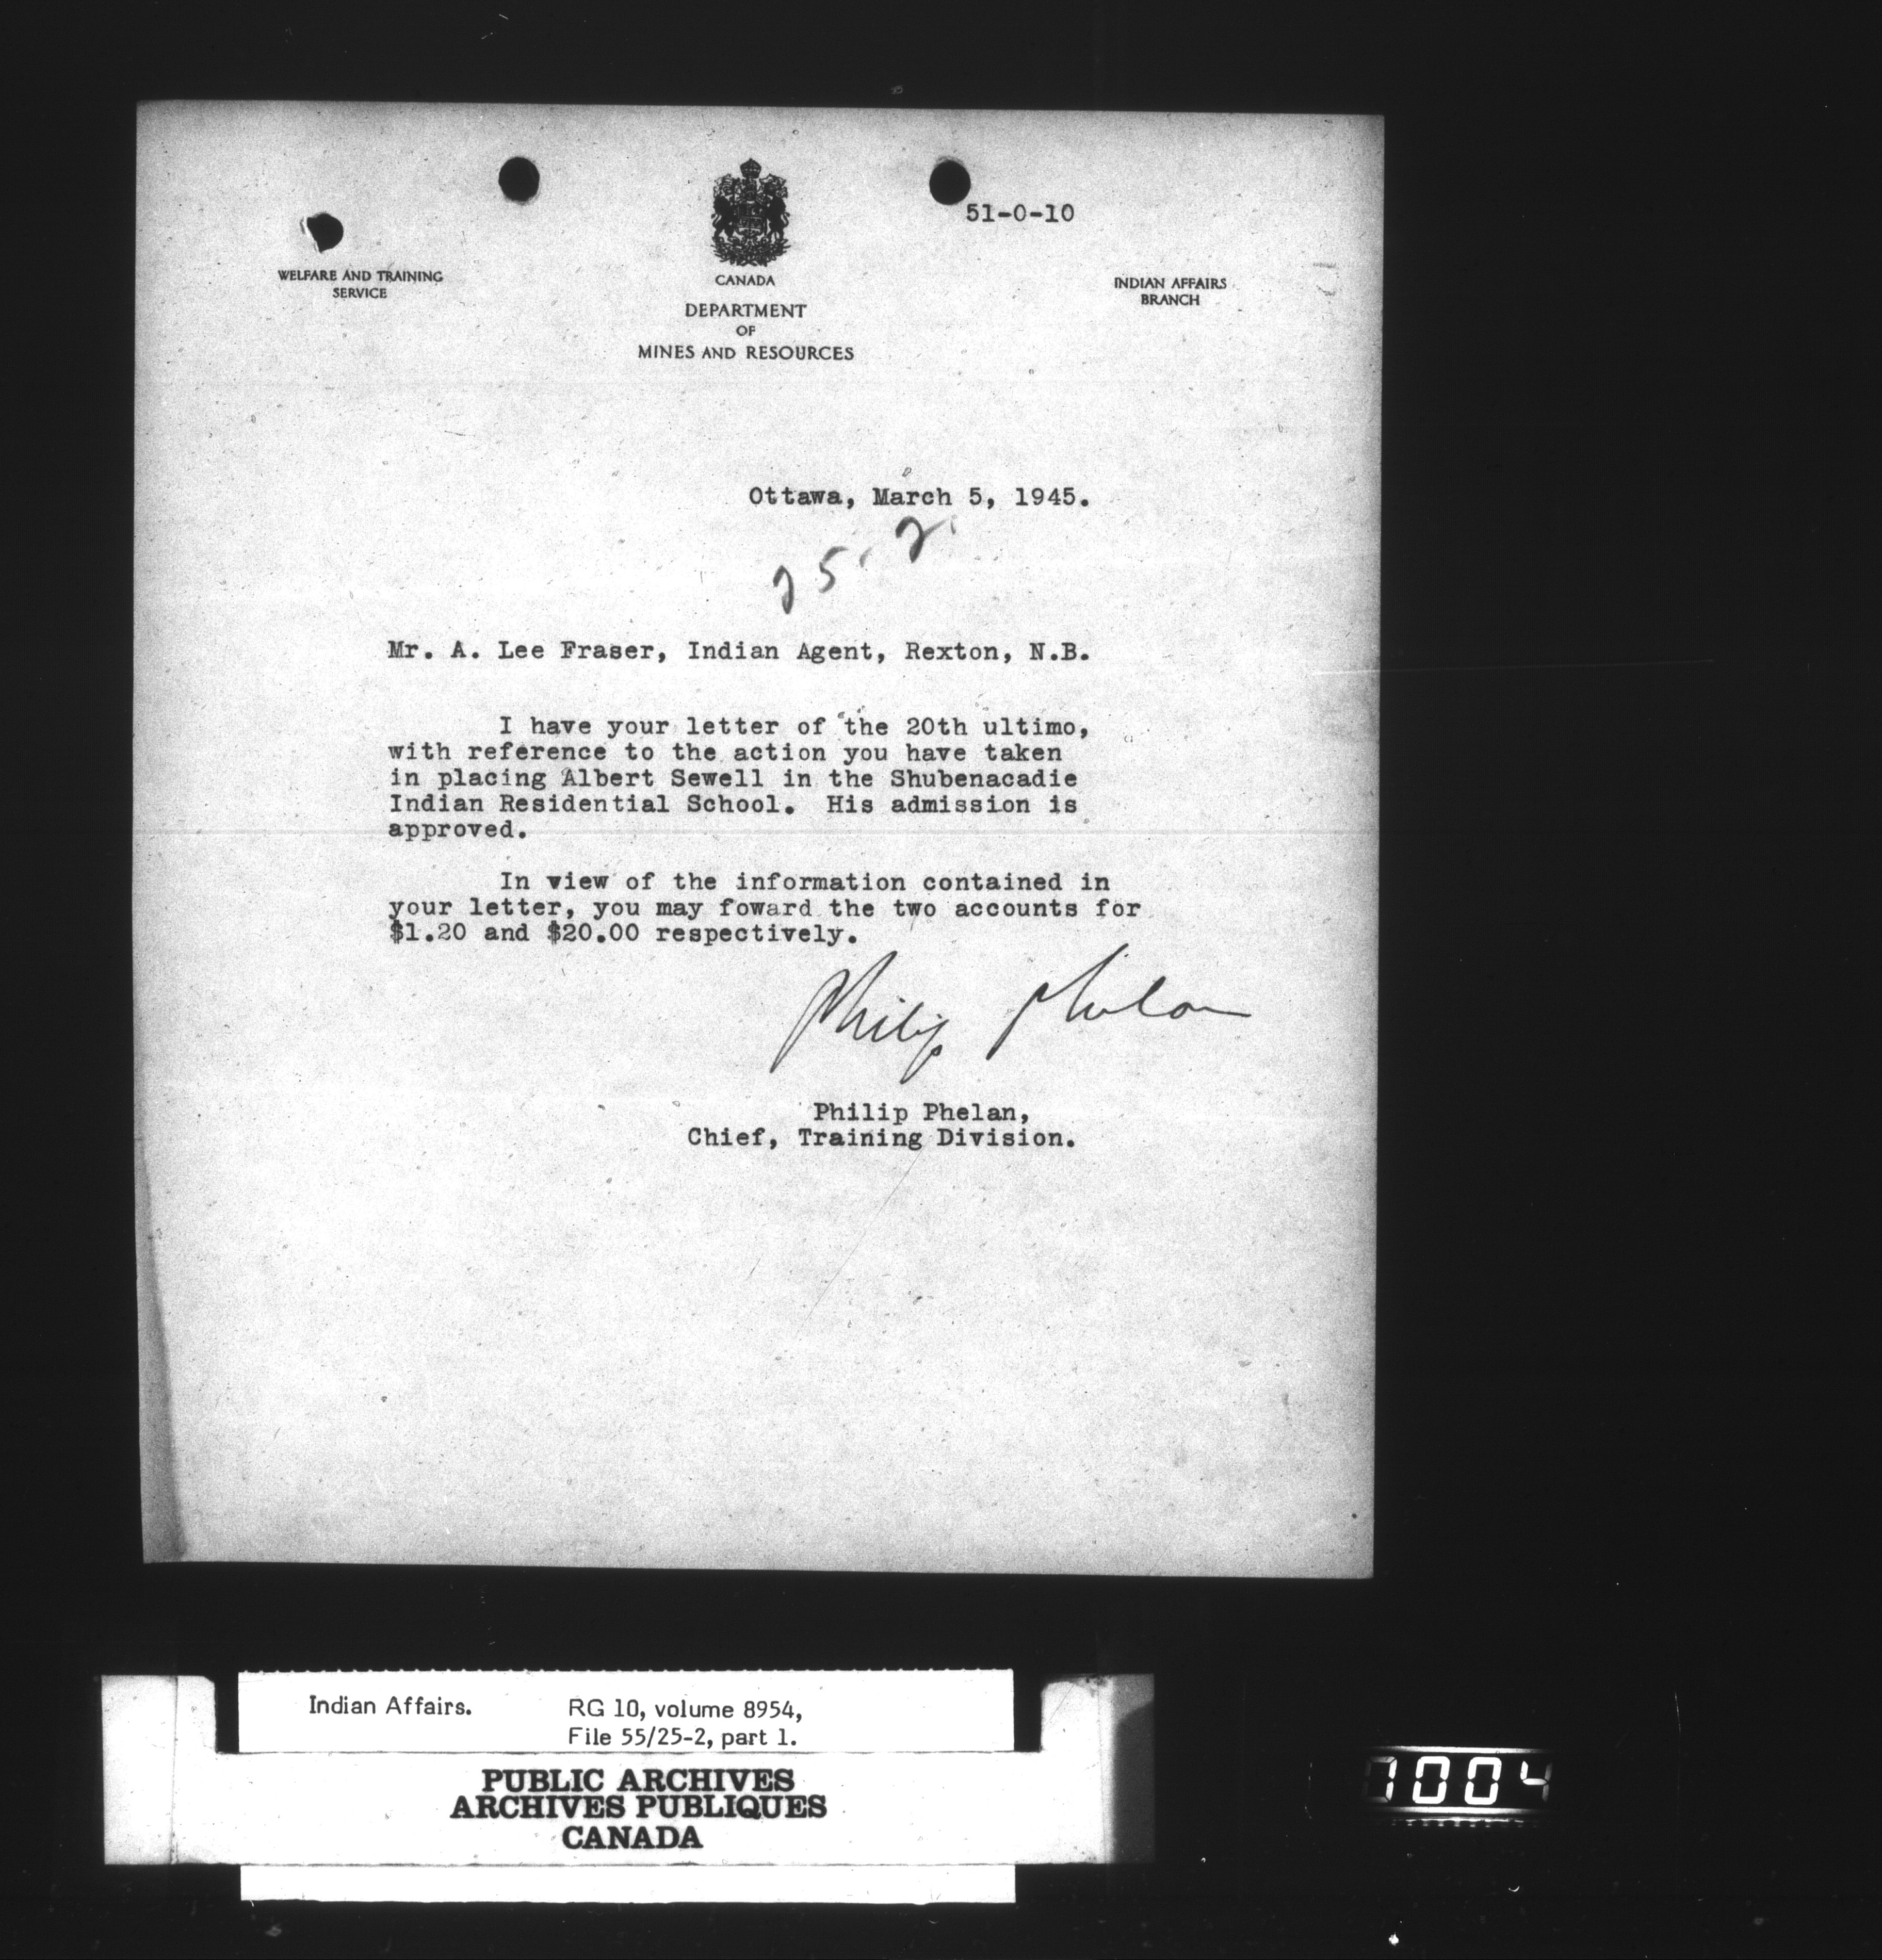 51-0-10
WELFARE AND TRAINING
SERVICE
CANADA
DEPARTMENT
OF
MINES AND RESOURCES
INDIAN AFFAIRS
BRANCH
Ottawa, March 5, 1945.
25-2.
Mr. A. Lee Fraser, Indian Agent, Rexton, N.B.
I have your letter of the 20th ultimo,
with reference to the action you have taken
in placing Albert Sewell in the Shubenacadie
Indian Residential School. His admission is
approved.
In view of the information contained in
your letter, you may foward the two accounts for
$1.20 and $20.00 respectively.
Philip Phelan
Philip Phelan,
Chief, Training Division.
Indian Affairs. RG 10, volume 8954,
File 55/25-2, part 1.
PUBLIC ARCHIVES
ARCHIVES PUBLIQUES
CANADA
1004